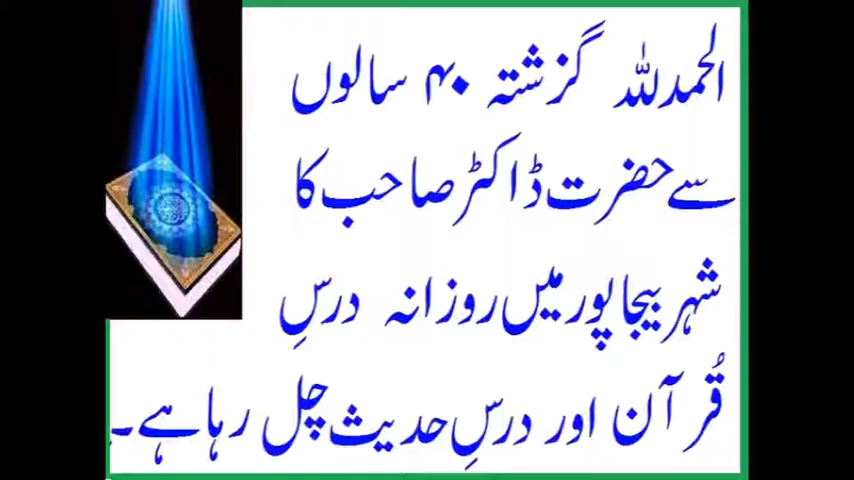 الحمدللہ گزشتہ ۴۰ سالوں
سے حضرت ڈاکٹر صاحب کا
شہر بیجاپور میں روزانہ درسِ
قُرآن اور درسِ حدیث چل رہا ہے۔